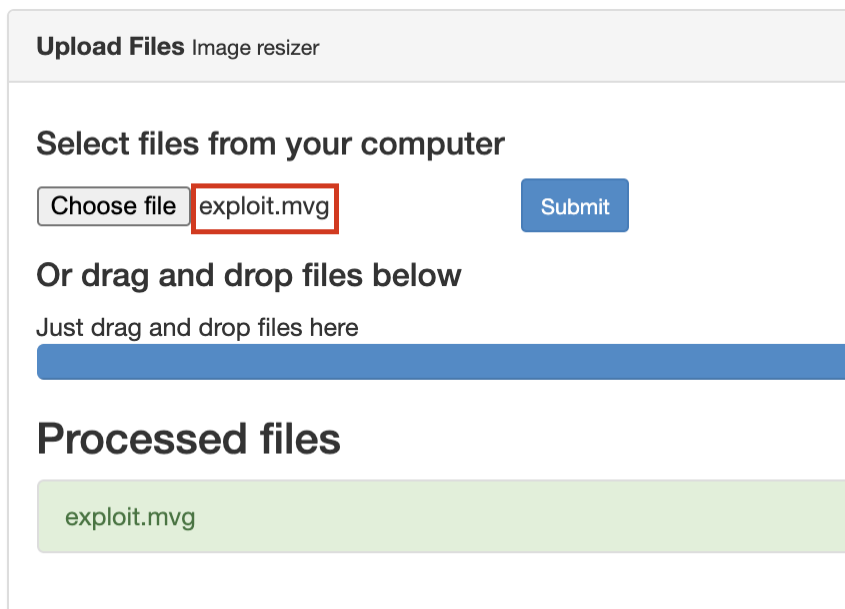 Upload Files Image resizer
Select files from your computer
Choose file exploit.mvg Submit
Or drag and drop files below
Just drag and drop files here
Processed files
exploit.mvg